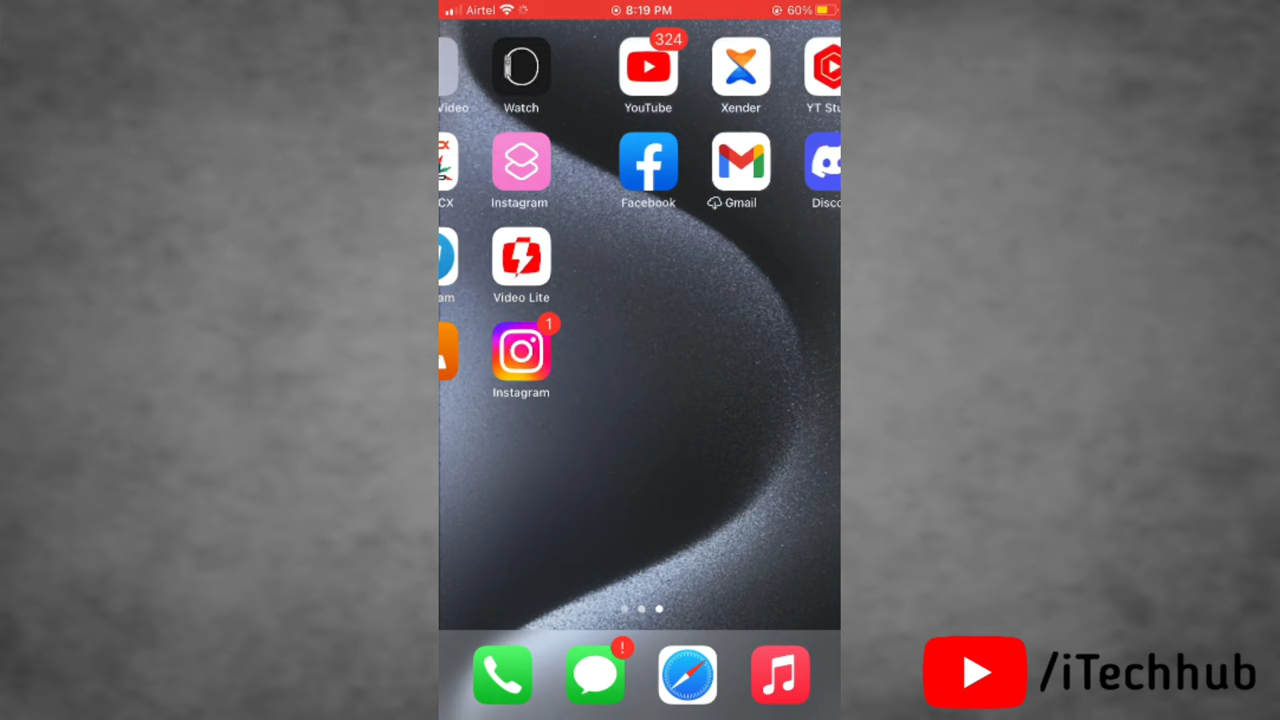 Airtel 8:19 PM 60%
324
Video Watch YouTube Xender YT Stu
CX Instagram Facebook Gmail Disco
am Video Lite
1
Instagram
!
/iTechhub